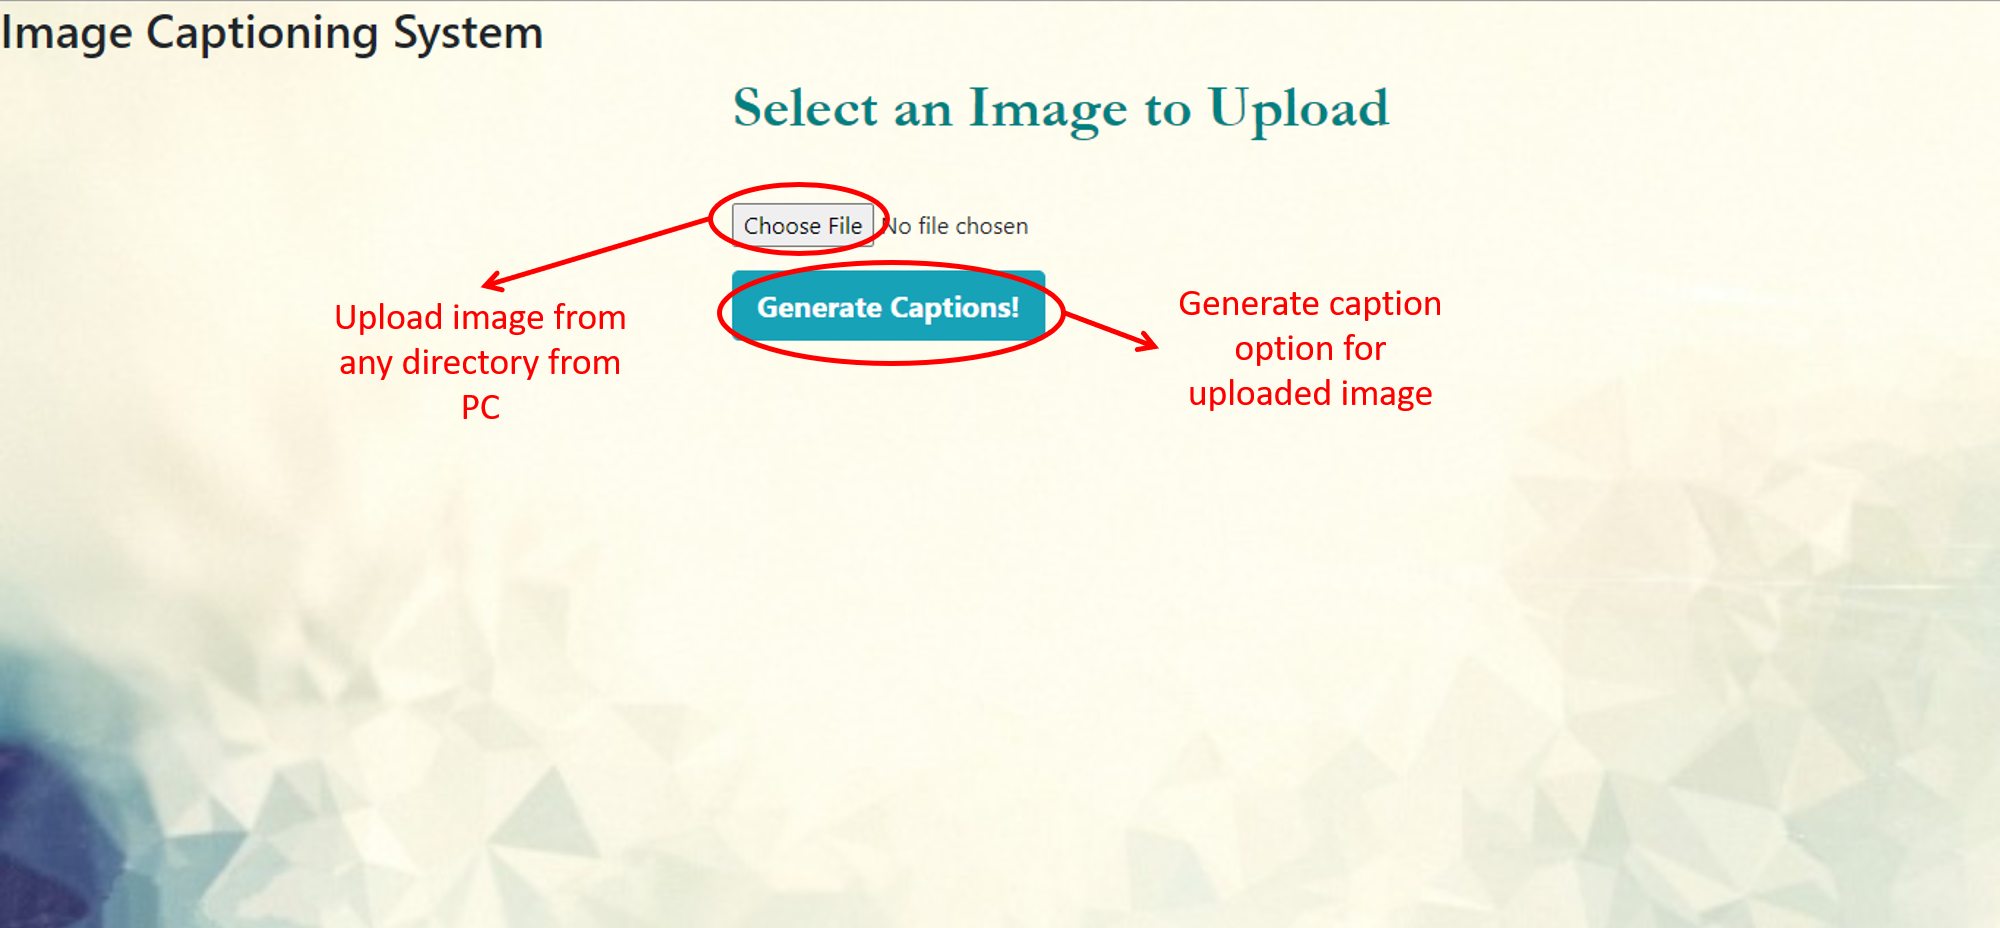 Image Captioning System
Select an Image to Upload
Choose File No file chosen
Generate Captions!
Upload image from
any directory from
PC
Generate caption
option for
uploaded image